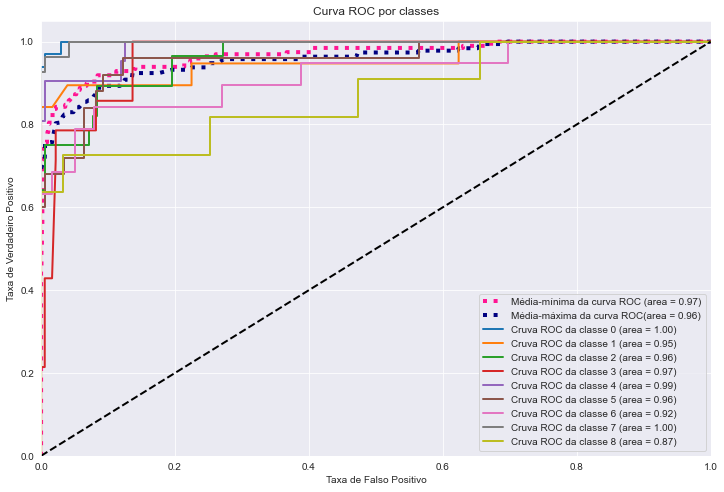 Curva ROC por classes
1.0
0.8
0.6
0.4
0.2
0.0
Taxa de Verdadeiro Positivo
Média-mínima da curva ROC (area = 0.97)
Média-máxima da curva ROC(area = 0.96)
Cruva ROC da classe 0 (area = 1.00)
Cruva ROC da classe 1 (area = 0.95)
Cruva ROC da classe 2 (area = 0.96)
Cruva ROC da classe 3 (area = 0.97)
Cruva ROC da classe 4 (area = 0.99)
Cruva ROC da classe 5 (area = 0.96)
Cruva ROC da classe 6 (area = 0.92)
Cruva ROC da classe 7 (area = 1.00)
Cruva ROC da classe 8 (area = 0.87)
0.0 0.2 0.4 0.6 0.8 1.0
Taxa de Falso Positivo